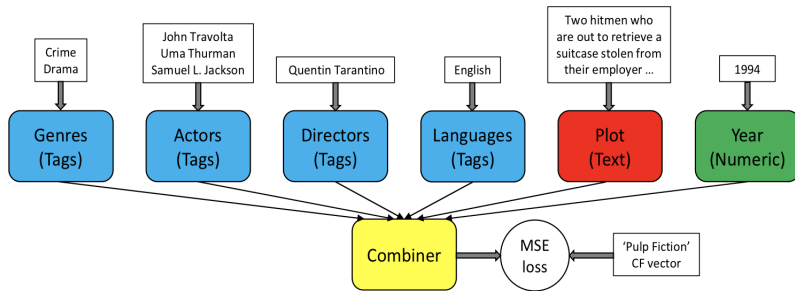 Crime
Drama
John Travolta
Uma Thurman
Samuel L. Jackson
Quentin Tarantino
English
Two hitmen who
are out to retrieve a
suitcase stolen from
their employer ...
1994
Genres
(Tags)
Actors
(Tags)
Directors
(Tags)
Languages
(Tags)
Plot
(Text)
Year
(Numeric)
Combiner
MSE
loss
‘Pulp Fiction’
CF vector